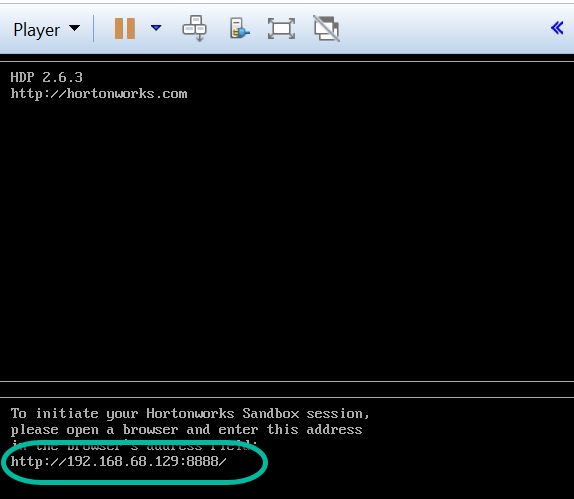 Player
HDP 2.6.3
http://hortonworks.com
To initiate your Hortonworks Sandbox session,
please open a browser and enter this address
in the browser's address field:
http://192.168.68.129:8888/